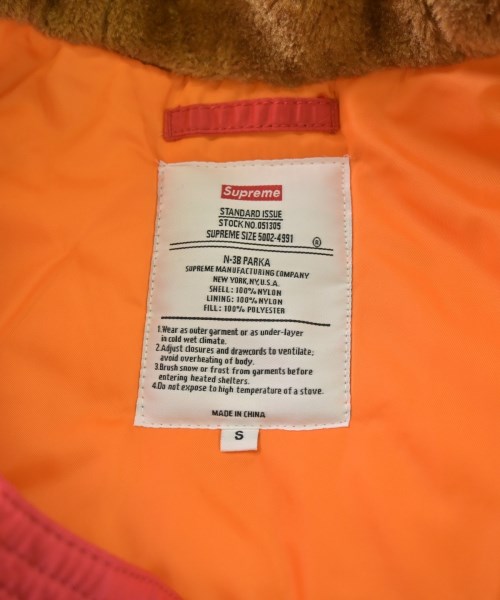 Supreme
STANDARD ISSUE
STOCK NO.051305
SUPREME SIZE 5002-4991
®
N-3B PARKA
SUPREME MANUFACTURING COMPANY
NEW YORK, NY, U.S.A.
SHELL : 100% NYLON
LINING : 100% NYLON
FILL : 100% POLYESTER
1.Wear as outer garment or as under-layer
in cold wet climate.
2.Adjust closures and drawcords to ventilate;
avoid overheating of body.
3.Brush snow or frost from garments before
entering heated shelters.
4.Do not expose to high temperature of a stove.
MADE IN CHINA
S